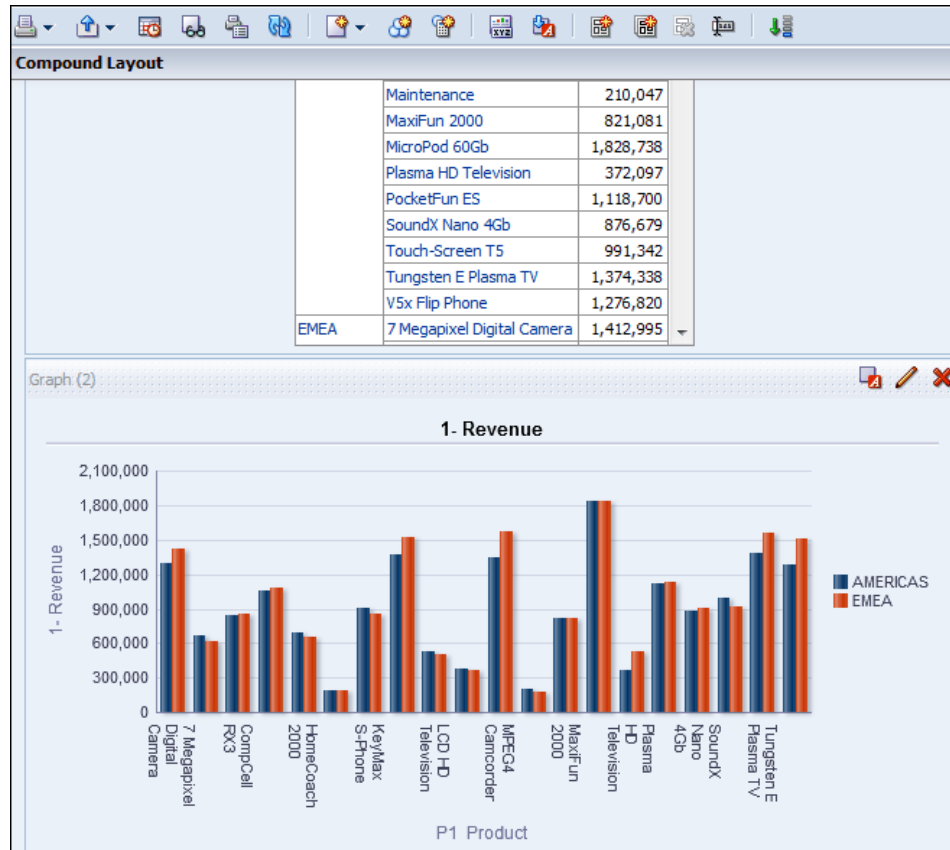 Compound Layout
Maintenance 210,047
MaxiFun 2000 821,081
MicroPod 60Gb 1,828,738
Plasma HD Television 372,097
PocketFun ES 1,118,700
SoundX Nano 4Gb 876,679
Touch-Screen T5 991,342
Tungsten E Plasma TV 1,374,338
V5x Flip Phone 1,276,820
EMEA 7 Megapixel Digital Camera 1,412,995
Graph (2)
1- Revenue
2,100,000
1,800,000
1,500,000
1,200,000
900,000
600,000
300,000
0
1- Revenue
AMERICAS
EMEA
7 Megapixel
Digital
Camera
CompCell
RX3
HomeCoach
2000
KeyMax
S-Phone
LCD HD
Television
MPEG4
Camcorder
MaxiFun
2000
Plasma
HD
Television
SoundX
Nano
4Gb
Tungsten E
Plasma TV
P1 Product